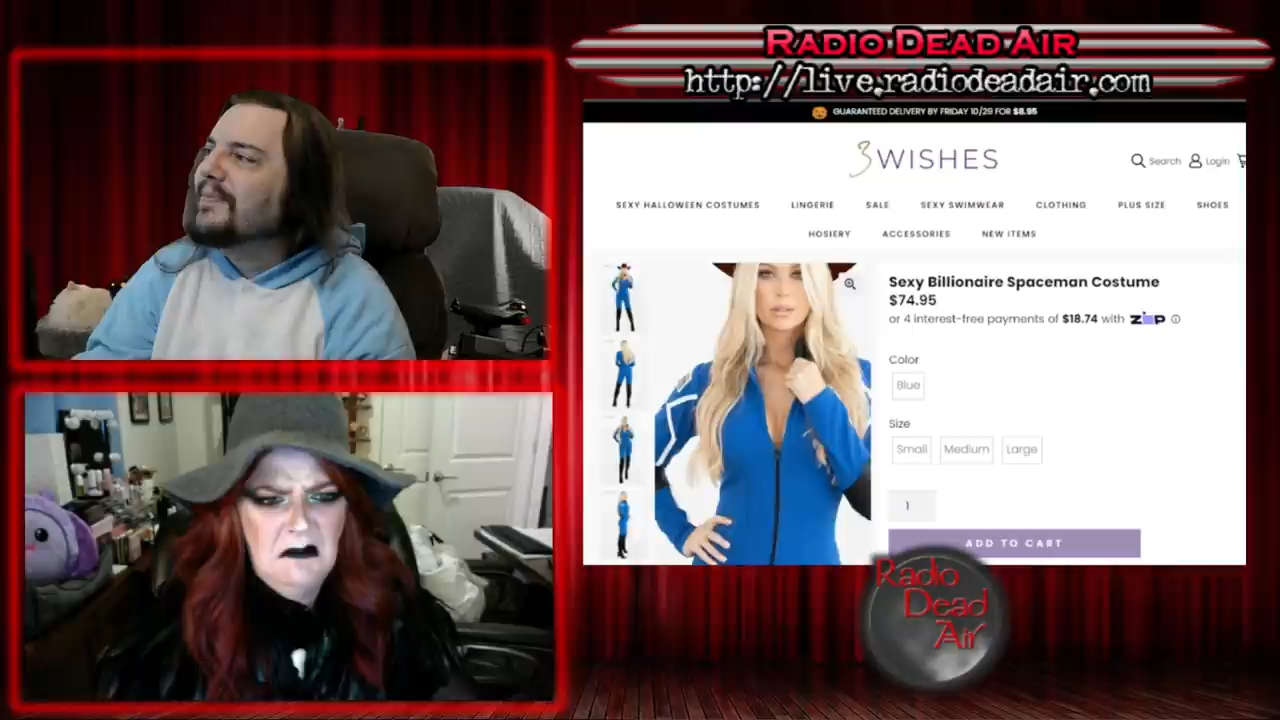 RADIO DEAD AIR
http://live.radiodeadair.com
GUARANTEED DELIVERY BY FRIDAY 10/29 FOR $8.95
3WISHES
Search
Login
SEXY HALLOWEEN COSTUMES LINGERIE SALE SEXY SWIMWEAR CLOTHING PLUS SIZE SHOES
HOSIERY ACCESSORIES NEW ITEMS
Sexy Billionaire Spaceman Costume
$74.95
or 4 interest-free payments of $18.74 with ZIP
Color
Blue
Size
Small Medium Large
1
ADD TO CART
Radio
Dead
Air